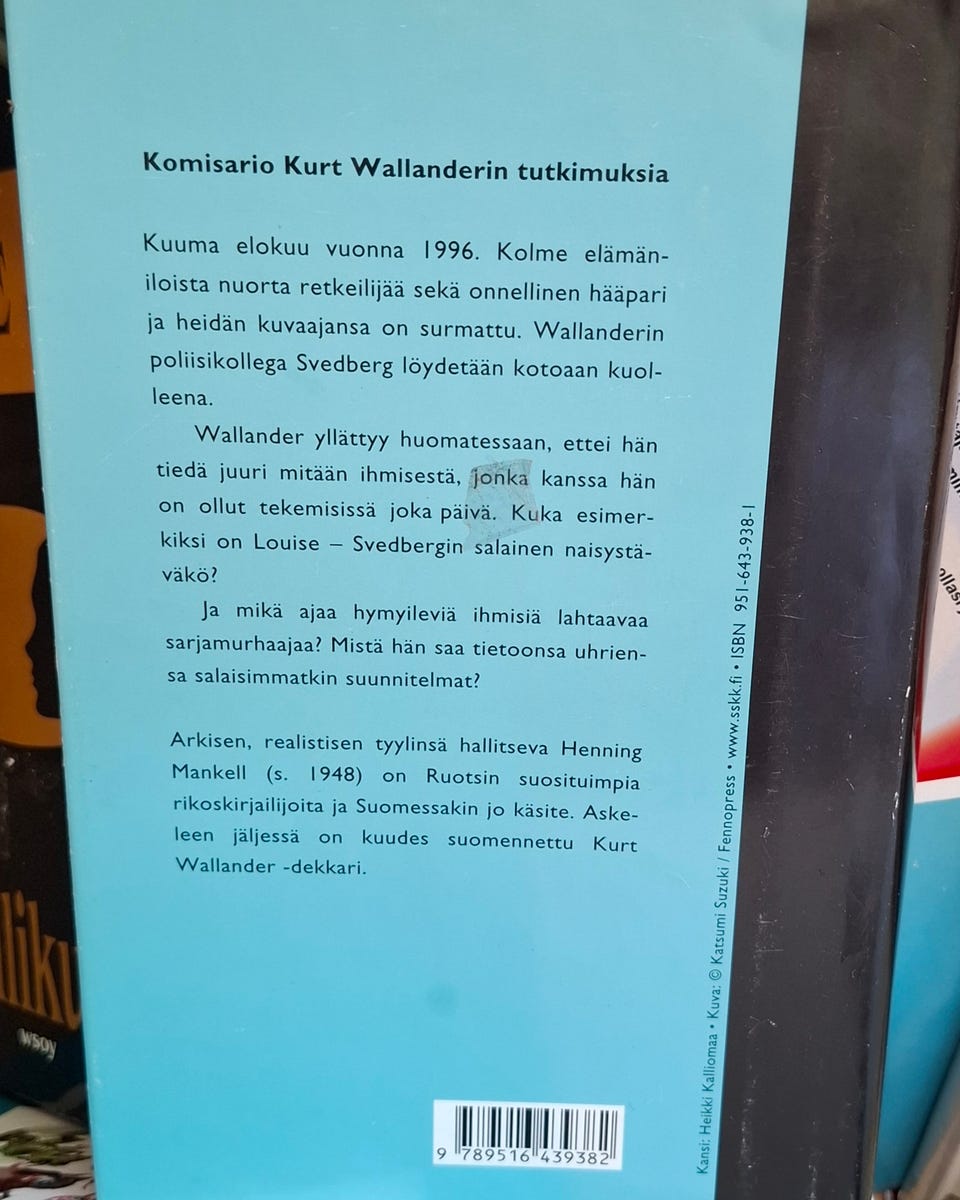 Komisario Kurt Wallanderin tutkimuksia
Kuuma elokuu vuonna 1996. Kolme elämän-
iloista nuorta retkeilijää sekä onnellinen hääpari
ja heidän kuvaajansa on surmattu. Wallanderin
poliisikollega Svedberg löydetään kotoaan kuol-
leena.
Wallander yllättyy huomatessaan, ettei hän
tiedä juuri mitään ihmisestä, jonka kanssa hän
on ollut tekemisissä joka päivä. Kuka esimer-
kiksi on Louise – Svedbergin salainen naisystä-
väkö?
Ja mikä ajaa hymyileviä ihmisiä lahtaavaa
sarjamurhaajaa? Mistä hän saa tietoonsa uhrien-
sa salaisimmatkin suunnitelmat?
Arkisen, realistisen tyylinsä hallitseva Henning
Mankell (s. 1948) on Ruotsin suosituimpia
rikoskirjailijoita ja Suomessakin jo käsite. Aske-
leen jäljessä on kuudes suomennettu Kurt
Wallander -dekkari.
Kansi: Heikki Kalliomaa • Kuva: © Katsumi Suzuki / Fennopress • www.sskk.fi • ISBN 951-643-938-1
9 789516 439382
liku
wsoy